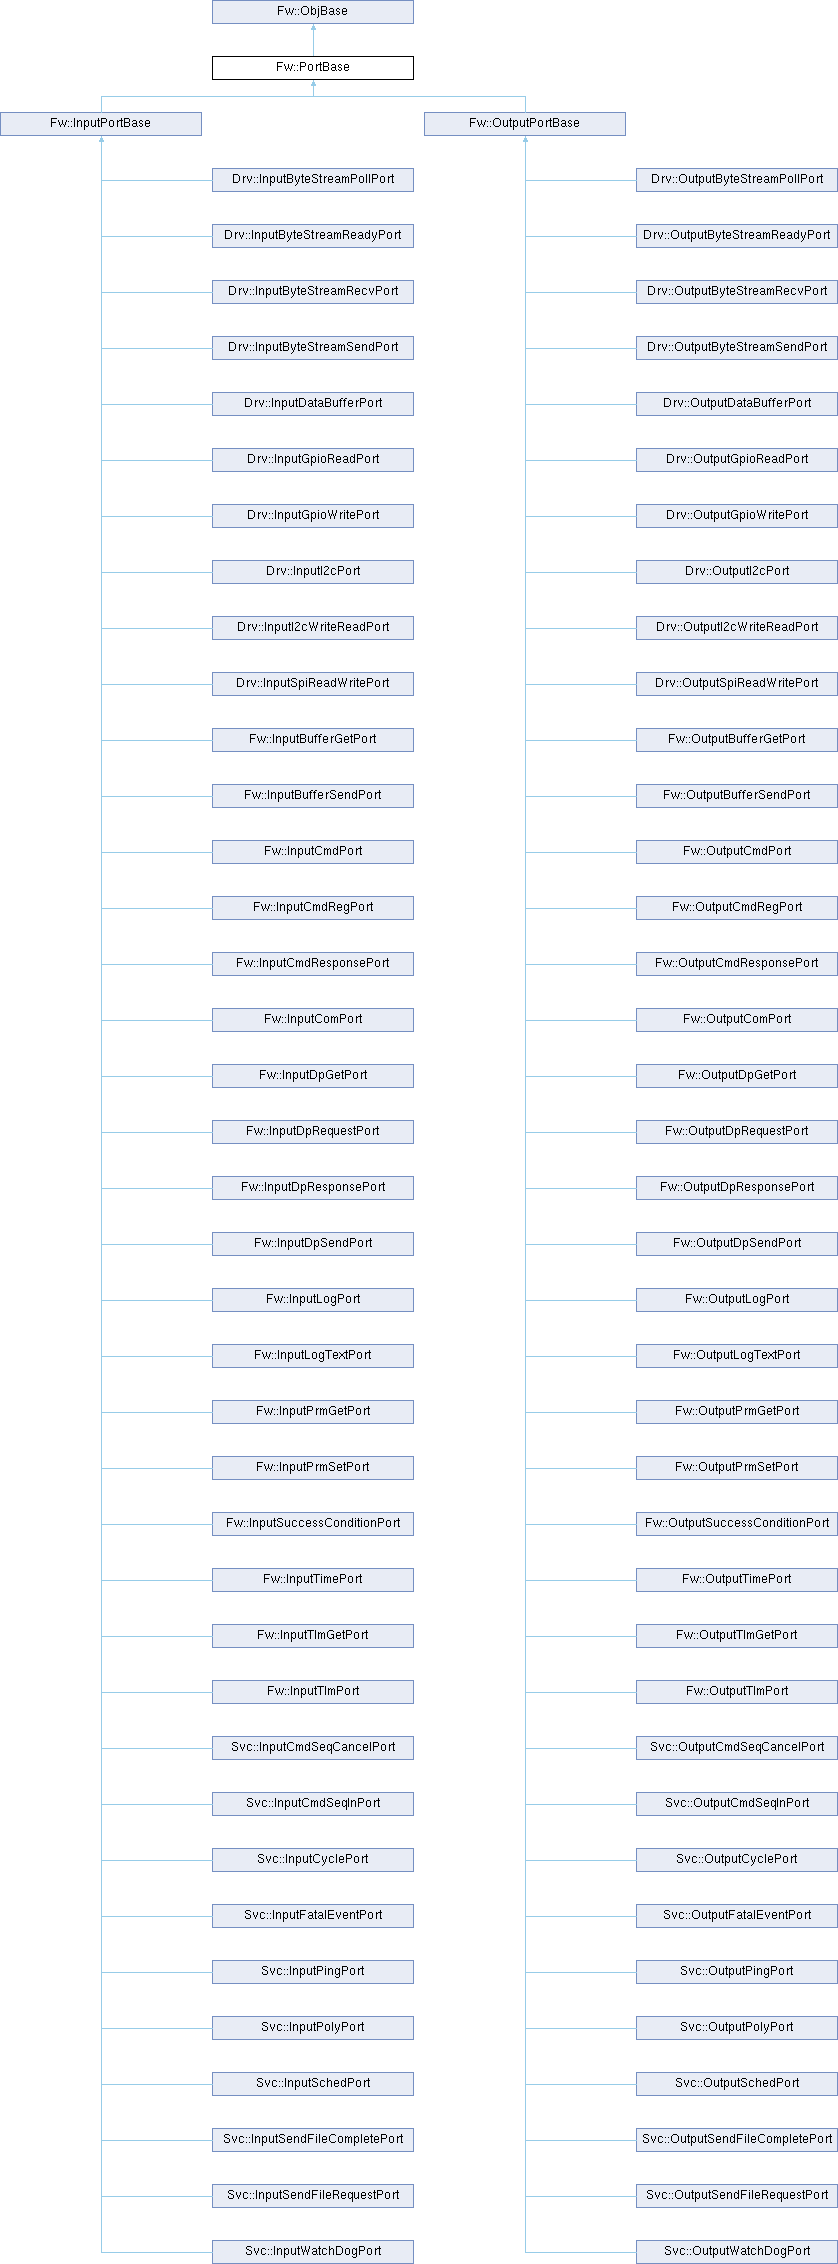 Fw::ObjBase
Fw::PortBase
Fw::InputPortBase
Fw::OutputPortBase
Drv::InputByteStreamPollPort
Drv::OutputByteStreamPollPort
Drv::InputByteStreamReadyPort
Drv::OutputByteStreamReadyPort
Drv::InputByteStreamRecvPort
Drv::OutputByteStreamRecvPort
Drv::InputByteStreamSendPort
Drv::OutputByteStreamSendPort
Drv::InputDataBufferPort
Drv::OutputDataBufferPort
Drv::InputGpioReadPort
Drv::OutputGpioReadPort
Drv::InputGpioWritePort
Drv::OutputGpioWritePort
Drv::InputI2cPort
Drv::OutputI2cPort
Drv::InputI2cWriteReadPort
Drv::OutputI2cWriteReadPort
Drv::InputSpiReadWritePort
Drv::OutputSpiReadWritePort
Fw::InputBufferGetPort
Fw::OutputBufferGetPort
Fw::InputBufferSendPort
Fw::OutputBufferSendPort
Fw::InputCmdPort
Fw::OutputCmdPort
Fw::InputCmdRegPort
Fw::OutputCmdRegPort
Fw::InputCmdResponsePort
Fw::OutputCmdResponsePort
Fw::InputComPort
Fw::OutputComPort
Fw::InputDpGetPort
Fw::OutputDpGetPort
Fw::InputDpRequestPort
Fw::OutputDpRequestPort
Fw::InputDpResponsePort
Fw::OutputDpResponsePort
Fw::InputDpSendPort
Fw::OutputDpSendPort
Fw::InputLogPort
Fw::OutputLogPort
Fw::InputLogTextPort
Fw::OutputLogTextPort
Fw::InputPrmGetPort
Fw::OutputPrmGetPort
Fw::InputPrmSetPort
Fw::OutputPrmSetPort
Fw::InputSuccessConditionPort
Fw::OutputSuccessConditionPort
Fw::InputTimePort
Fw::OutputTimePort
Fw::InputTlmGetPort
Fw::OutputTlmGetPort
Fw::InputTlmPort
Fw::OutputTlmPort
Svc::InputCmdSeqCancelPort
Svc::OutputCmdSeqCancelPort
Svc::InputCmdSeqInPort
Svc::OutputCmdSeqInPort
Svc::InputCyclePort
Svc::OutputCyclePort
Svc::InputFatalEventPort
Svc::OutputFatalEventPort
Svc::InputPingPort
Svc::OutputPingPort
Svc::InputPolyPort
Svc::OutputPolyPort
Svc::InputSchedPort
Svc::OutputSchedPort
Svc::InputSendFileCompletePort
Svc::OutputSendFileCompletePort
Svc::InputSendFileRequestPort
Svc::OutputSendFileRequestPort
Svc::InputWatchDogPort
Svc::OutputWatchDogPort